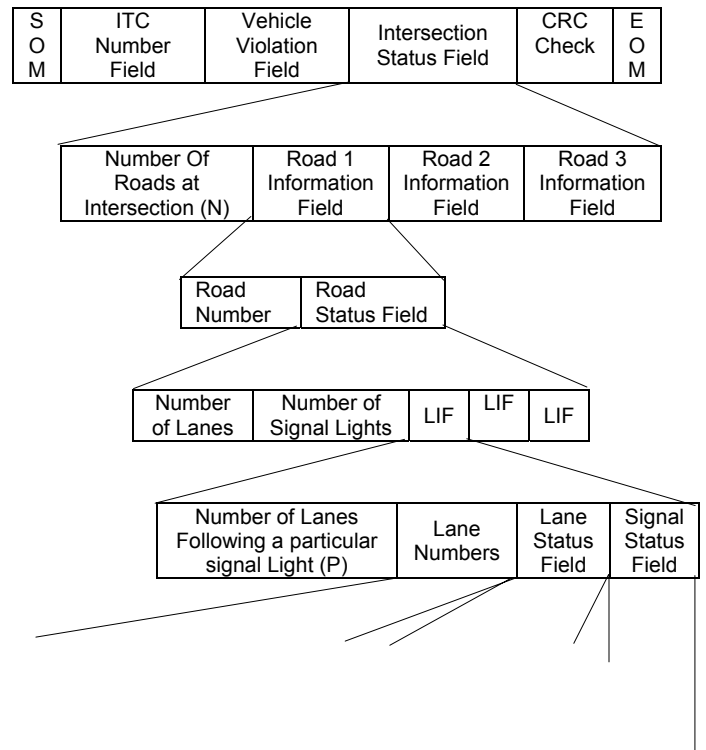 S
O
M
ITC
Number
Field
Vehicle
Violation
Field
Intersection
Status Field
CRC
Check
E
O
M
Number Of
Roads at
Intersection (N)
Road 1
Information
Field
Road 2
Information
Field
Road 3
Information
Field
Road
Number
Road
Status Field
Number
of Lanes
Number of
Signal Lights
LIF
LIF
LIF
Number of Lanes
Following a particular
signal Light (P)
Lane
Numbers
Lane
Status
Field
Signal
Status
Field